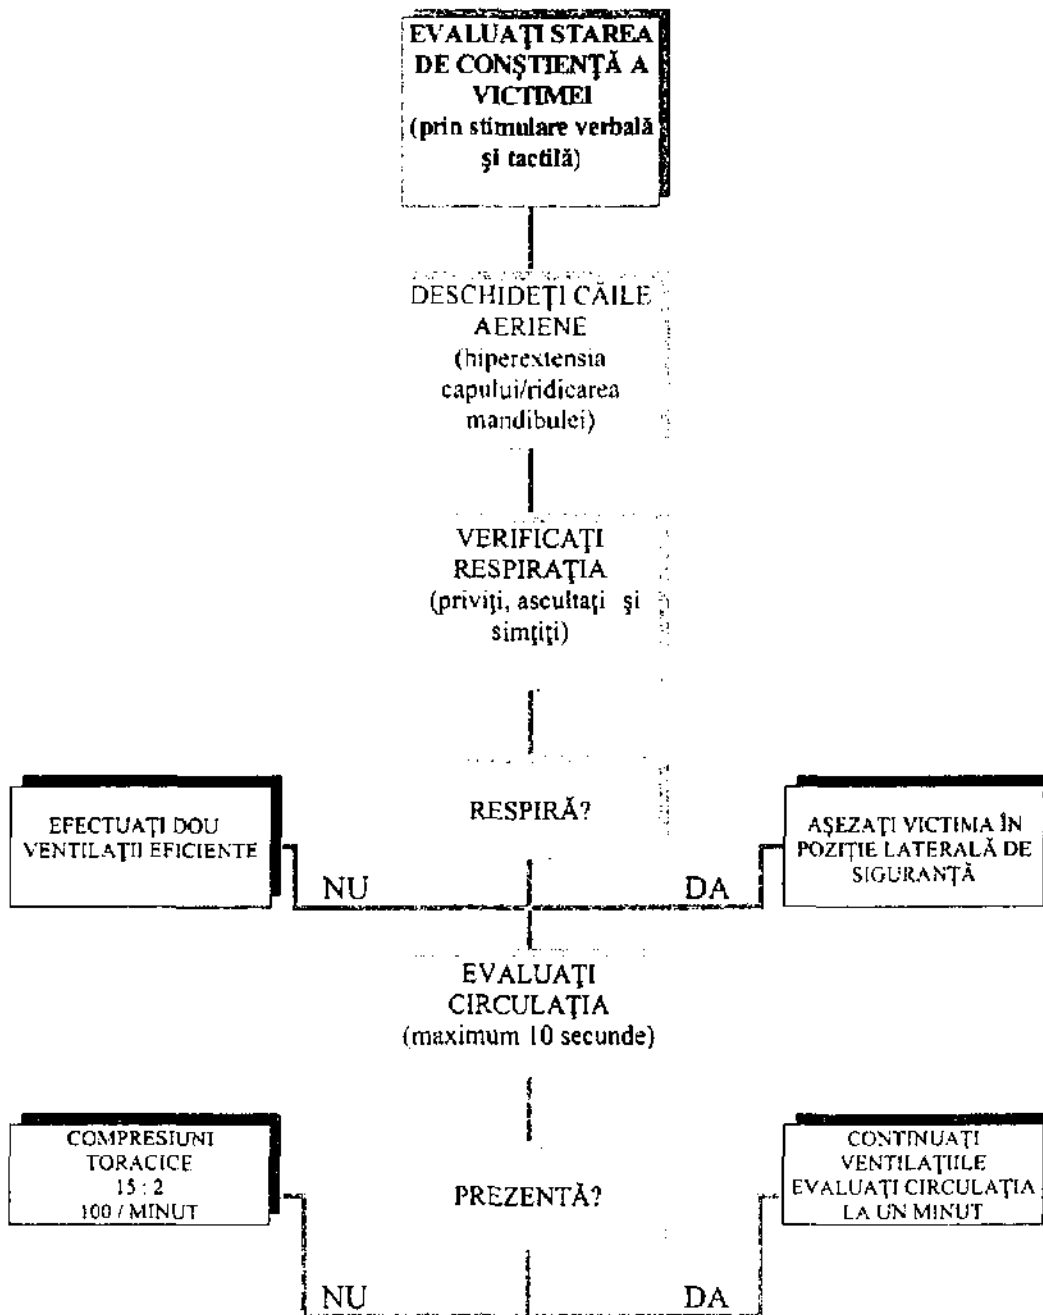 EVALUAŢI STAREA
DE CONŞTIENŢĂ A
VICTIMEI
(prin stimulare verbală
şi tactilă)
DESCHIDEŢI CĂILE
AERIENE
(hiperextensia
capului/ridicarea
mandibulei)
VERIFICAŢI
RESPIRAŢIA
(priviţi, ascultaţi şi
simţiţi)
RESPIRĂ?
EFECTUAŢI DOU
VENTILAŢII EFICIENTE
NU
DA
AŞEZAŢI VICTIMA ÎN
POZIŢIE LATERALĂ DE
SIGURANŢĂ
EVALUAŢI
CIRCULAŢIA
(maximum 10 secunde)
PREZENTĂ?
COMPRESIUNI
TORACICE
15 : 2
100 / MINUT
NU
DA
CONTINUAŢI
VENTILAŢIILE
EVALUAŢI CIRCULAŢIA
LA UN MINUT